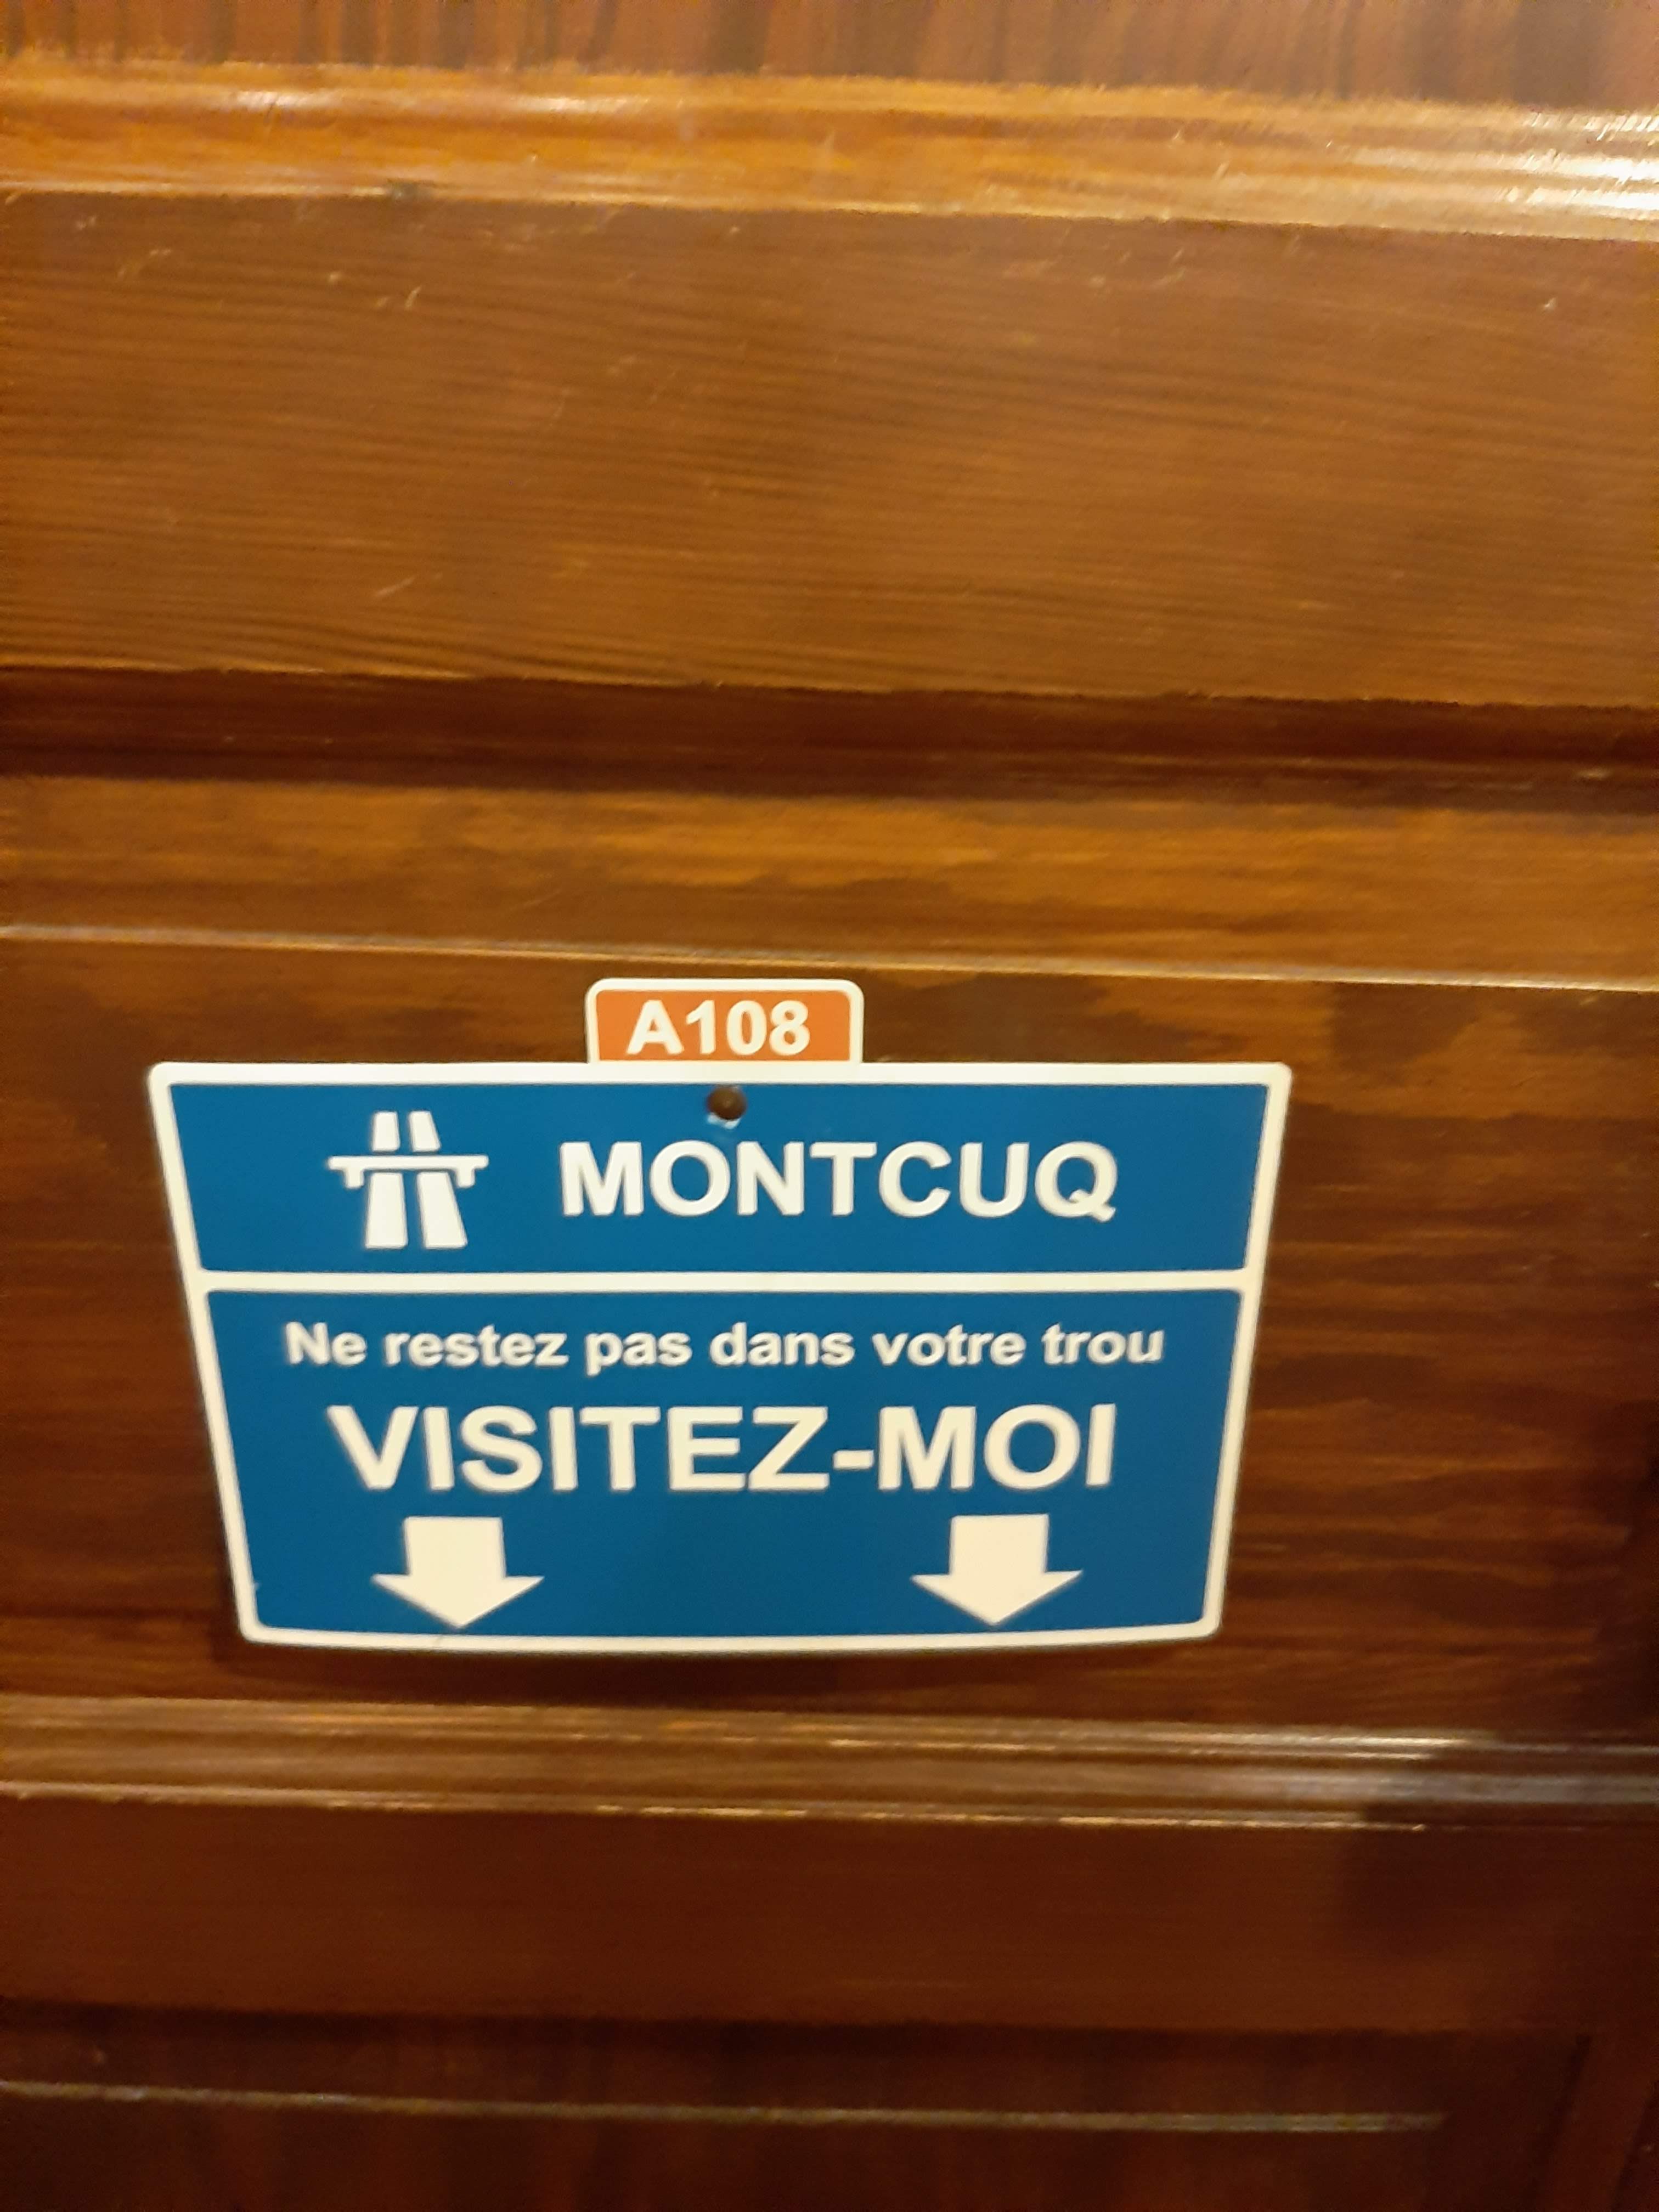 A108
MONTCUQ
Ne restez pas dans votre trou
VISITEZ-MOI